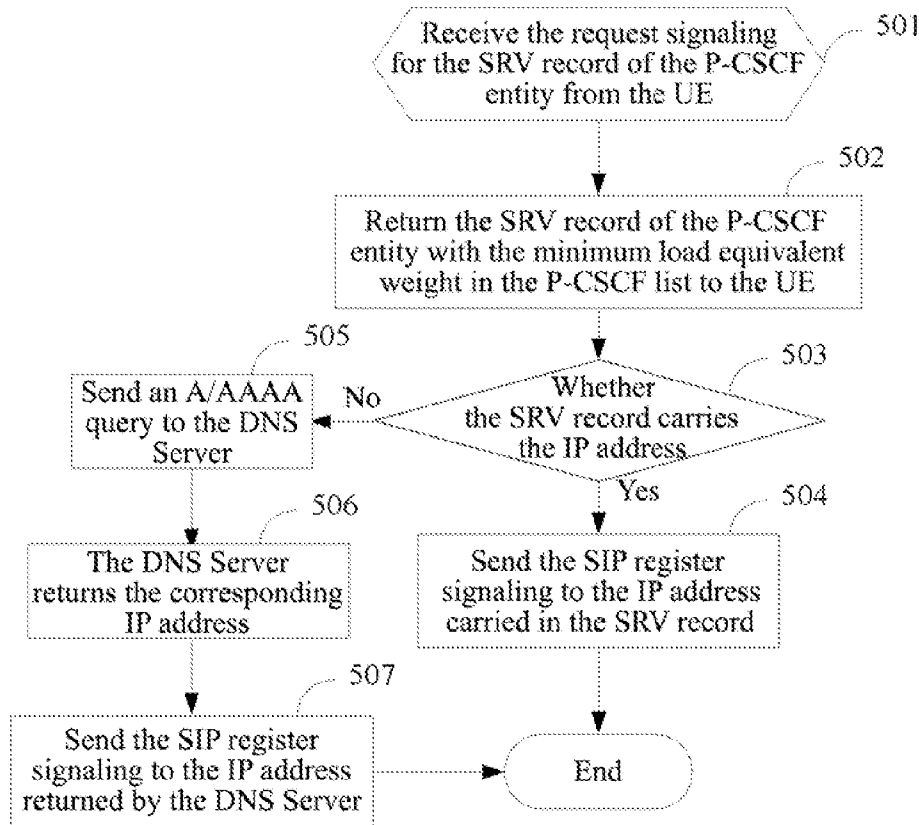 Receive the request signaling
for the SRV record of the P-CSCF
entity from the UE
501
502
Return the SRV record of the P-CSCF
entity with the minimum load equivalent
weight in the P-CSCF list to the UE
503
Whether
the SRV record carries
the IP address
No
Yes
505
Send an A/AAAA
query to the DNS
Server
506
The DNS Server
returns the corresponding
IP address
504
Send the SIP register
signaling to the IP address
carried in the SRV record
507
Send the SIP register
signaling to the IP address
returned by the DNS Server
End